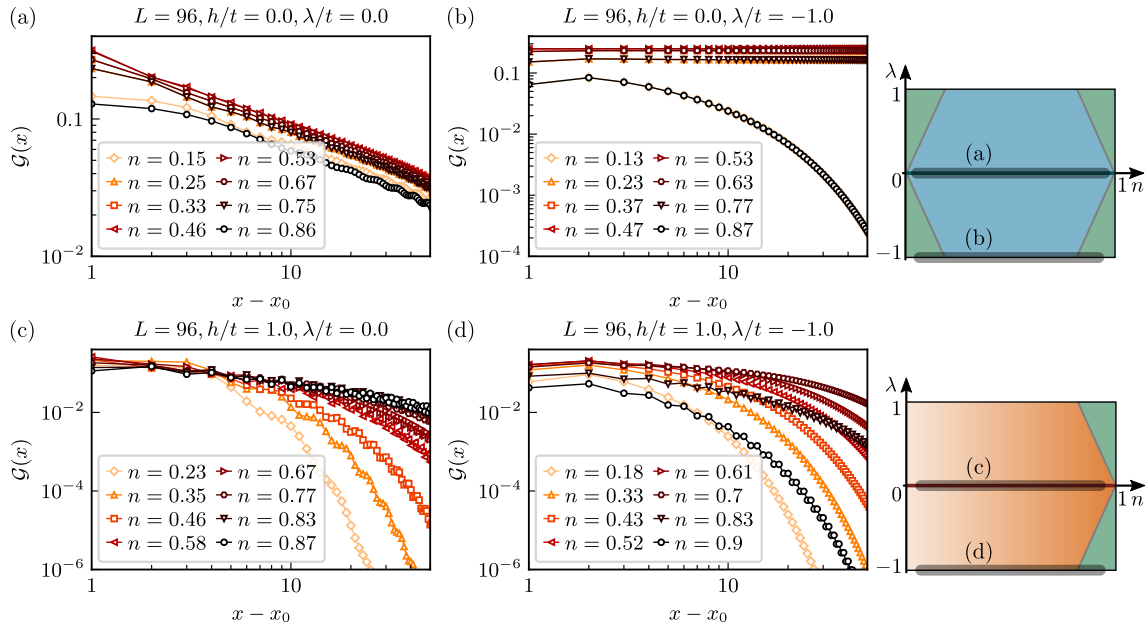 (a)
L = 96, h/t = 0.0, λ/t = 0.0
𝒢(x)
0.1
10⁻²
1
10
x − x₀
n = 0.15
n = 0.25
n = 0.33
n = 0.46
n = 0.53
n = 0.67
n = 0.75
n = 0.86
(b)
L = 96, h/t = 0.0, λ/t = −1.0
𝒢(x)
0.1
10⁻²
10⁻³
10⁻⁴
1
10
x − x₀
n = 0.13
n = 0.23
n = 0.37
n = 0.47
n = 0.53
n = 0.63
n = 0.77
n = 0.87
λ
1
0
−1
(a)
(b)
1 n
(c)
L = 96, h/t = 1.0, λ/t = 0.0
𝒢(x)
10⁻²
10⁻⁴
10⁻⁶
1
10
x − x₀
n = 0.23
n = 0.35
n = 0.46
n = 0.58
n = 0.67
n = 0.77
n = 0.83
n = 0.87
(d)
L = 96, h/t = 1.0, λ/t = −1.0
𝒢(x)
10⁻²
10⁻⁴
10⁻⁶
1
10
x − x₀
n = 0.18
n = 0.33
n = 0.43
n = 0.52
n = 0.61
n = 0.7
n = 0.83
n = 0.9
λ
1
0
−1
(c)
(d)
1 n